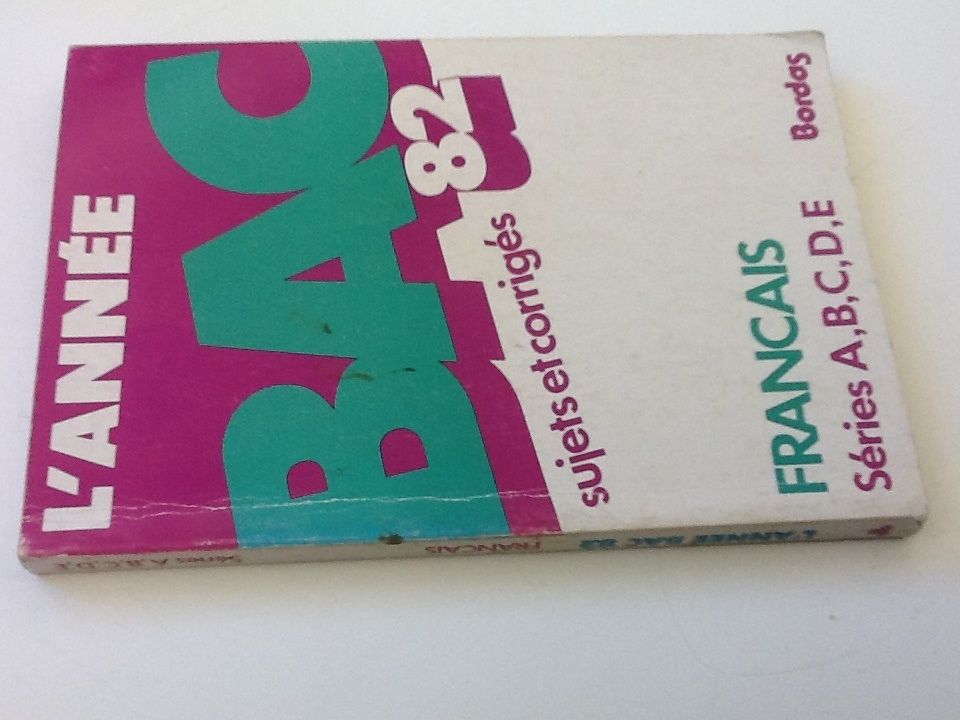 L'ANNÉE
BAC
82
sujets et corrigés
FRANCAIS
Séries A,B,C,D,E
Bordas
L'ANNÉE BAC 82
FRANCAIS
Séries A,B,C,D,E